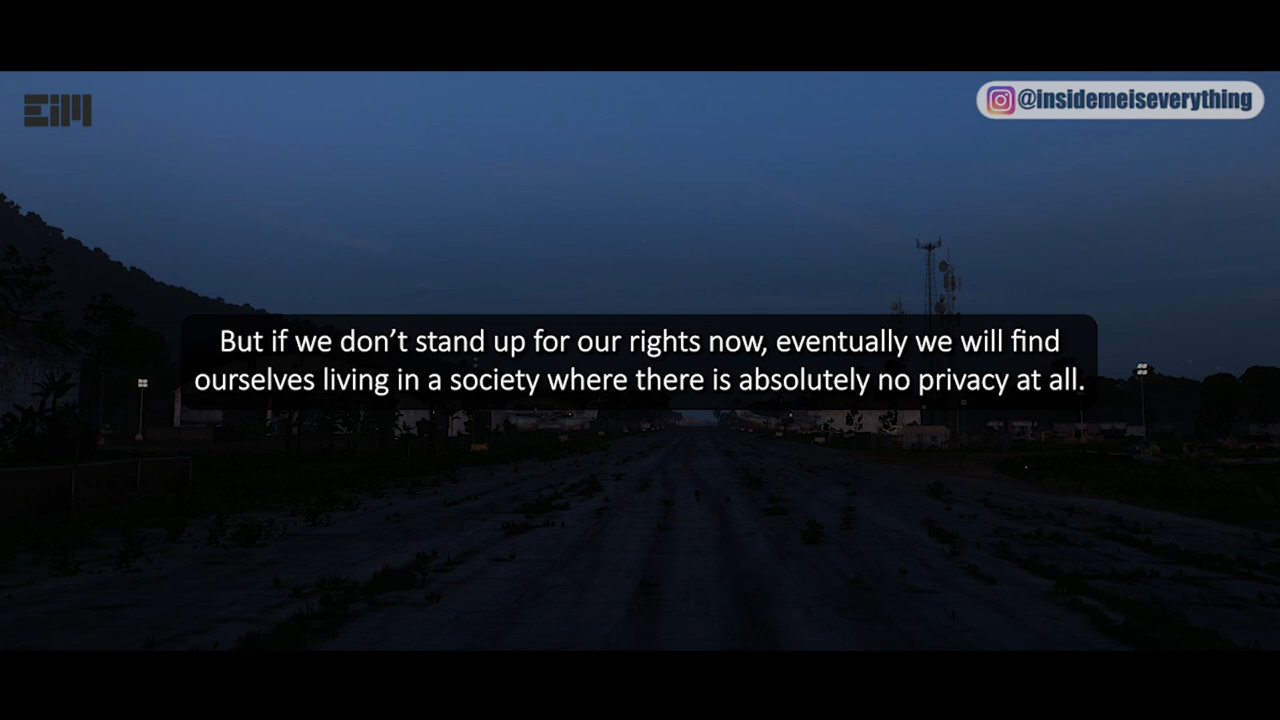 EiM
@insidemeiseverything
But if we don’t stand up for our rights now, eventually we will find
ourselves living in a society where there is absolutely no privacy at all.